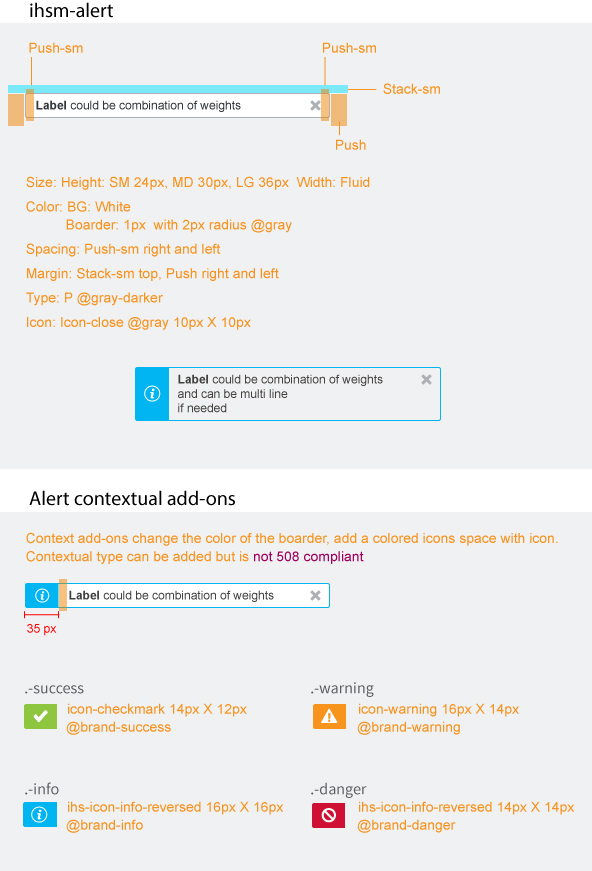 ihsm-alert
Push-sm
Push-sm
Stack-sm
Label could be combination of weights
Push
Size: Height: SM 24px, MD 30px, LG 36px  Width: Fluid
Color: BG: White
Boarder: 1px  with 2px radius @gray
Spacing: Push-sm right and left
Margin: Stack-sm top, Push right and left
Type: P @gray-darker
Icon: Icon-close @gray 10px X 10px
Label could be combination of weights
and can be multi line
if needed
Alert contextual add-ons
Context add-ons change the color of the boarder, add a colored icons space with icon.
Contextual type can be added but is not 508 compliant
Label could be combination of weights
35 px
.-success
icon-checkmark 14px X 12px
@brand-success
.-warning
icon-warning 16px X 14px
@brand-warning
.-info
ihs-icon-info-reversed 16px X 16px
@brand-info
.-danger
ihs-icon-info-reversed 14px X 14px
@brand-danger